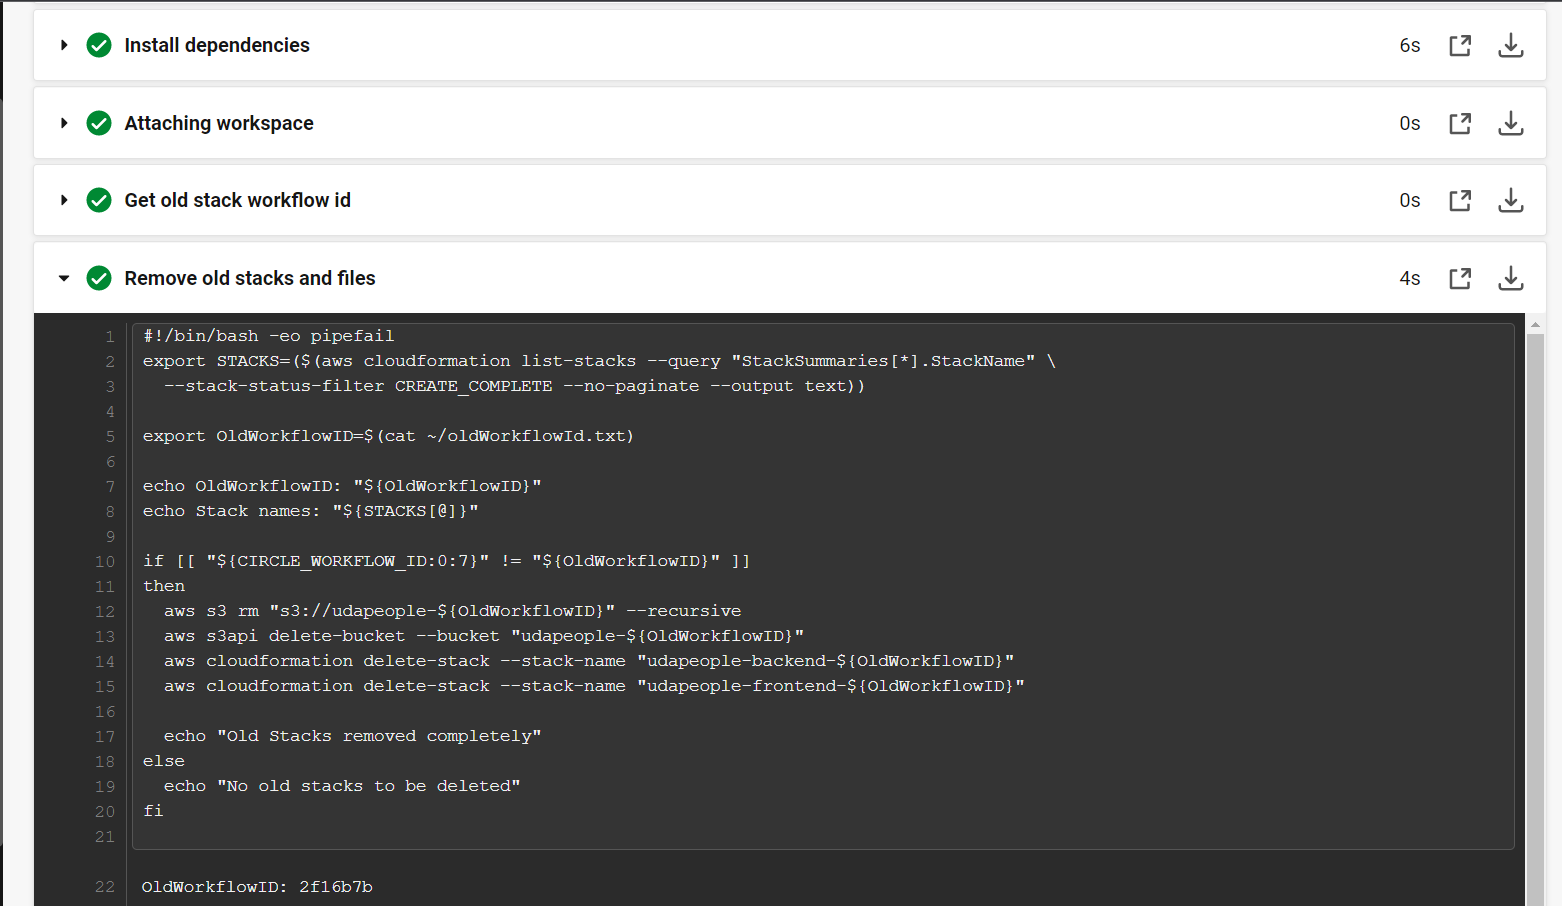 Install dependencies 6s
Attaching workspace 0s
Get old stack workflow id 0s
Remove old stacks and files 4s
1 #!/bin/bash -eo pipefail
2 export STACKS=($(aws cloudformation list-stacks --query "StackSummaries[*].StackName" \
3   --stack-status-filter CREATE_COMPLETE --no-paginate --output text))
4
5 export OldWorkflowID=$(cat ~/oldWorkflowId.txt)
6
7 echo OldWorkflowID: "${OldWorkflowID}"
8 echo Stack names: "${STACKS[@]}"
9
10 if [[ "${CIRCLE_WORKFLOW_ID:0:7}" != "${OldWorkflowID}" ]]
11 then
12   aws s3 rm "s3://udapeople-${OldWorkflowID}" --recursive
13   aws s3api delete-bucket --bucket "udapeople-${OldWorkflowID}"
14   aws cloudformation delete-stack --stack-name "udapeople-backend-${OldWorkflowID}"
15   aws cloudformation delete-stack --stack-name "udapeople-frontend-${OldWorkflowID}"
16
17   echo "Old Stacks removed completely"
18 else
19   echo "No old stacks to be deleted"
20 fi
21
22 OldWorkflowID: 2f16b7b